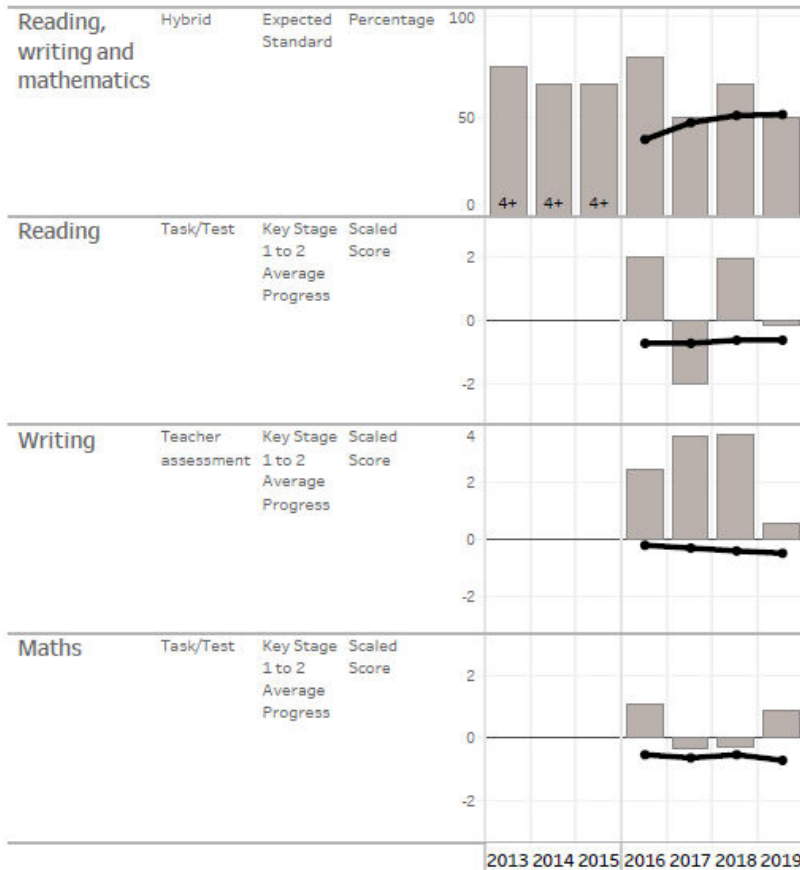 Reading,
writing and
mathematics
Hybrid
Expected
Standard
Percentage
100
50
0
4+ 4+ 4+
Reading
Task/Test
Key Stage
1 to 2
Average
Progress
Scaled
Score
2
0
-2
Writing
Teacher
assessment
Key Stage
1 to 2
Average
Progress
Scaled
Score
4
2
0
-2
Maths
Task/Test
Key Stage
1 to 2
Average
Progress
Scaled
Score
2
0
-2
2013 2014 2015 2016 2017 2018 2019